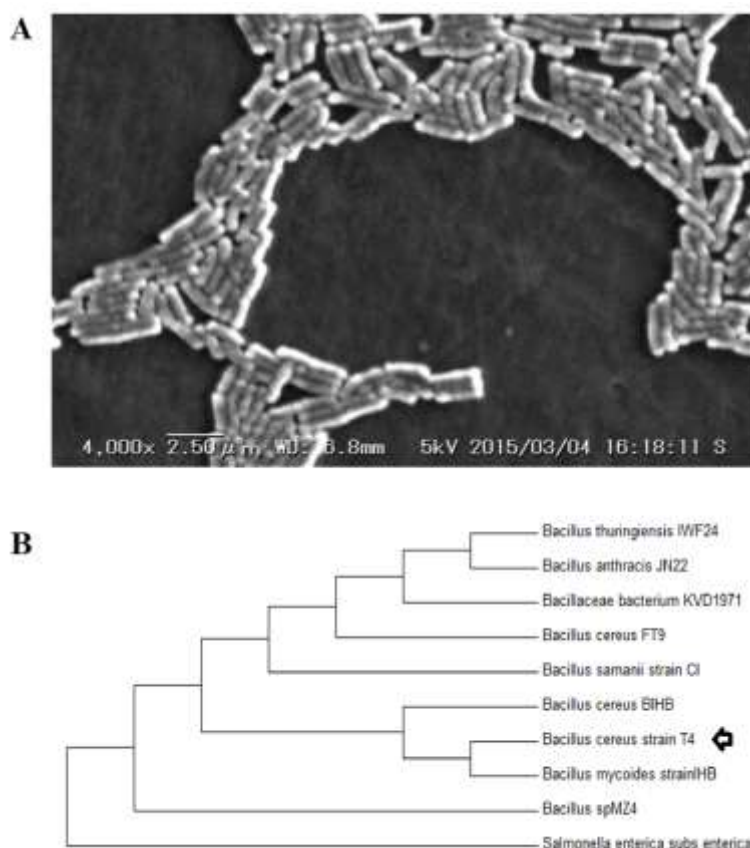 A
4,000x 2.50μm WD: 6.8mm 5kV 2015/03/04 16:18:11 S
B
Bacillus thuringiensis IWF24
Bacillus anthracis JN22
Bacillaceae bacterium KVD1971
Bacillus cereus FT9
Bacillus samanii strain CI
Bacillus cereus BIHB
Bacillus cereus strain T4
Bacillus mycoides strainIHB
Bacillus spMZ4
Salmonella enterica subs enterica